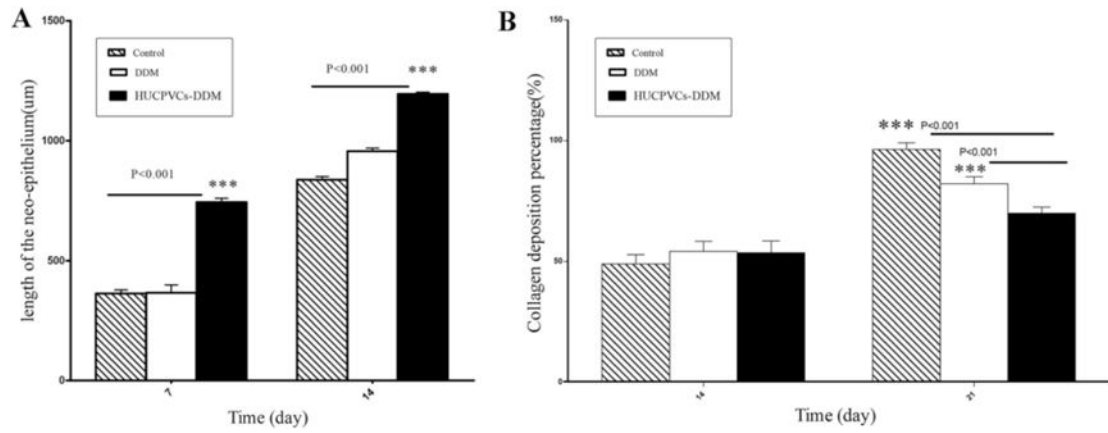 A
length of the neo-epithelium(um)
1500
1000
500
0
Control
DDM
HUCPVCs-DDM
P<0.001
***
P<0.001
***
7
14
Time (day)
B
Collagen deposition percentage(%)
150
100
50
0
Control
DDM
HUCPVCs-DDM
***
P<0.001
P<0.001
***
14
21
Time (day)